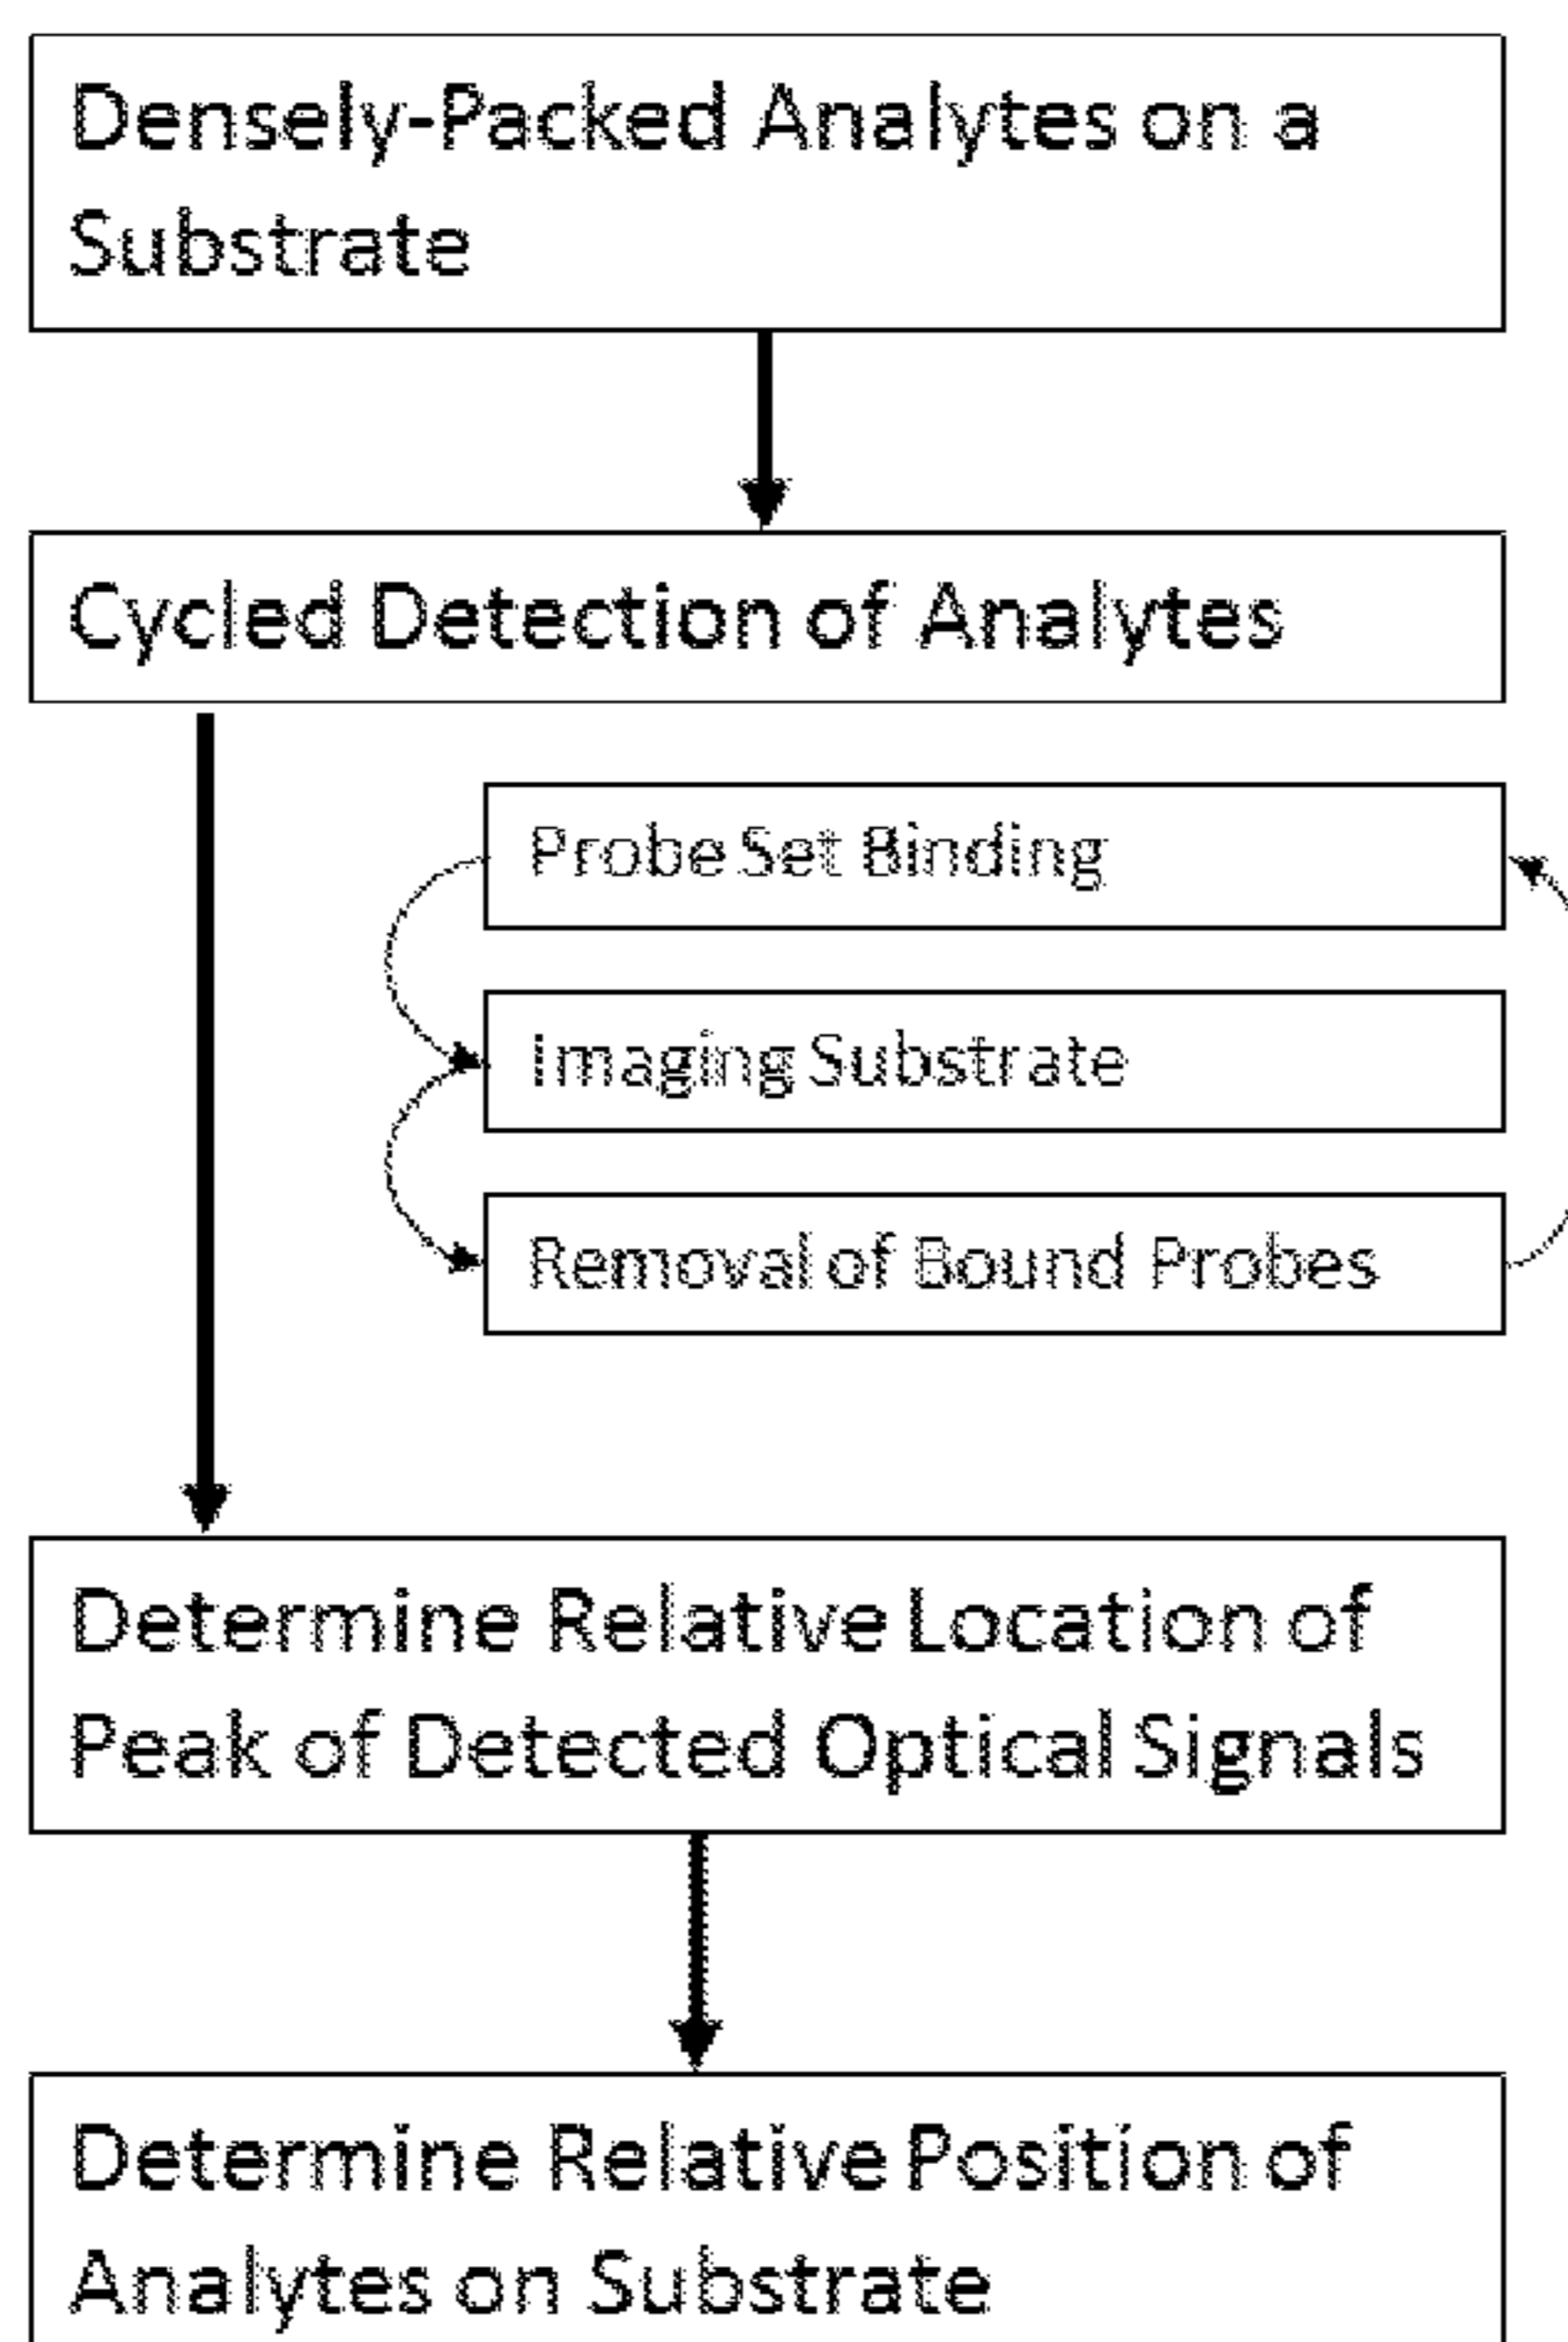 Densely-Packed Analytes on a
Substrate
Cycled Detection of Analytes
Probe Set Binding
Imaging Substrate
Removal of Bound Probes
Determine Relative Location of
Peak of Detected Optical Signals
Determine Relative Position of
Analytes on Substrate